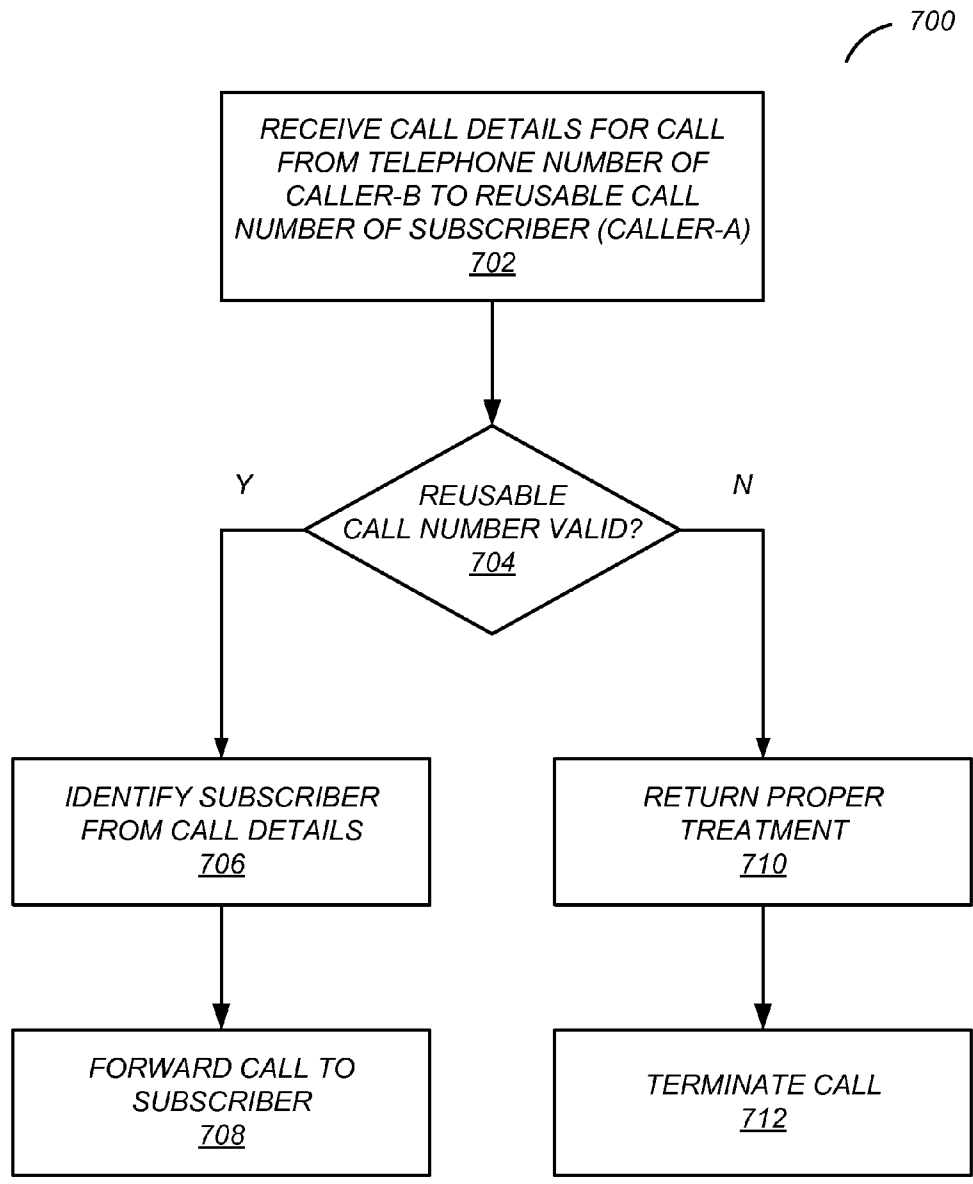 700
RECEIVE CALL DETAILS FOR CALL
FROM TELEPHONE NUMBER OF
CALLER-B TO REUSABLE CALL
NUMBER OF SUBSCRIBER (CALLER-A)
702
Y
N
REUSABLE
CALL NUMBER VALID?
704
IDENTIFY SUBSCRIBER
FROM CALL DETAILS
706
RETURN PROPER
TREATMENT
710
FORWARD CALL TO
SUBSCRIBER
708
TERMINATE CALL
712